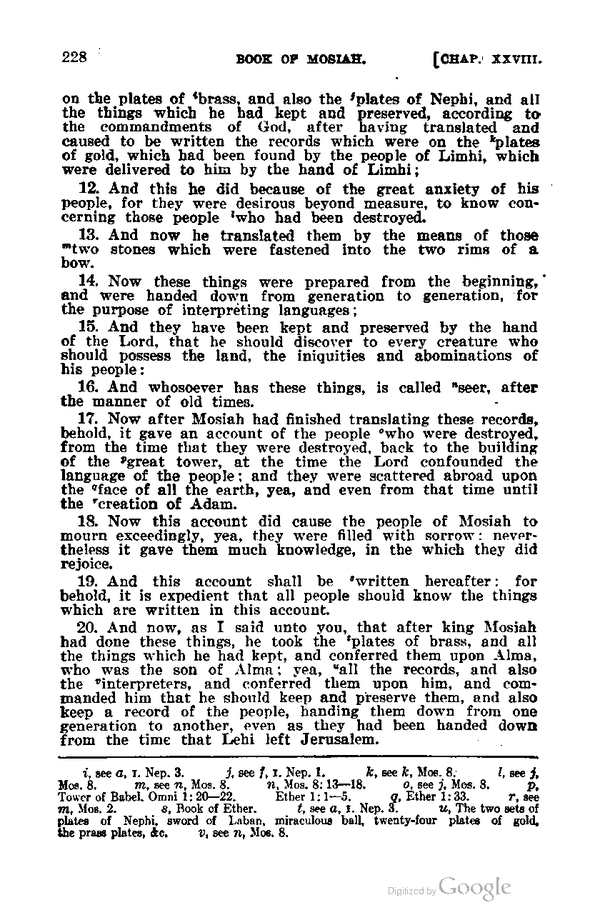 228 BOOK OF MOSIAH. [CHAP. XXVIII.
on the plates of ⁱbrass, and also the ʲplates of Nephi, and all
the things which he had kept and preserved, according to
the commandments of God, after having translated and
caused to be written the records which were on the ᵏplates
of gold, which had been found by the people of Limhi, which
were delivered to him by the hand of Limhi;
12. And this he did because of the great anxiety of his
people, for they were desirous beyond measure, to know con-
cerning those people ˡwho had been destroyed.
13. And now he translated them by the means of those
ᵐtwo stones which were fastened into the two rims of a
bow.
14. Now these things were prepared from the beginning,
and were handed down from generation to generation, for
the purpose of interpreting languages;
15. And they have been kept and preserved by the hand
of the Lord, that he should discover to every creature who
should possess the land, the iniquities and abominations of
his people:
16. And whosoever has these things, is called ⁿseer, after
the manner of old times.
17. Now after Mosiah had finished translating these records,
behold, it gave an account of the people ᵒwho were destroyed,
from the time that they were destroyed, back to the building
of the ᵖgreat tower, at the time the Lord confounded the
language of the people; and they were scattered abroad upon
the qface of all the earth, yea, and even from that time until
the ʳcreation of Adam.
18. Now this account did cause the people of Mosiah to
mourn exceedingly, yea, they were filled with sorrow: never-
theless it gave them much knowledge, in the which they did
rejoice.
19. And this account shall be ˢwritten hereafter: for
behold, it is expedient that all people should know the things
which are written in this account.
20. And now, as I said unto you, that after king Mosiah
had done these things, he took the ᵗplates of brass, and all
the things which he had kept, and conferred them upon Alma,
who was the son of Alma; yea, ᵘall the records, and also
the ᵛinterpreters, and conferred them upon him, and com-
manded him that he should keep and preserve them, and also
keep a record of the people, handing them down from one
generation to another, even as they had been handed down
from the time that Lehi left Jerusalem.
i, see a, I. Nep. 3. j, see f, I. Nep. 1. k, see k, Mos. 8. l, see j,
Mos. 8. m, see n, Mos. 8. n, Mos. 8: 13—18. o, see j, Mos. 8. p,
Tower of Babel. Omni 1: 20—22. Ether 1: 1—5. q, Ether 1: 33. r, see
m, Mos. 2. s, Book of Ether. t, see a, I. Nep. 3. u, The two sets of
plates of Nephi, sword of Laban, miraculous ball, twenty-four plates of gold,
the prass plates, &c. v, see n, Mos. 8.
Digitized by Google